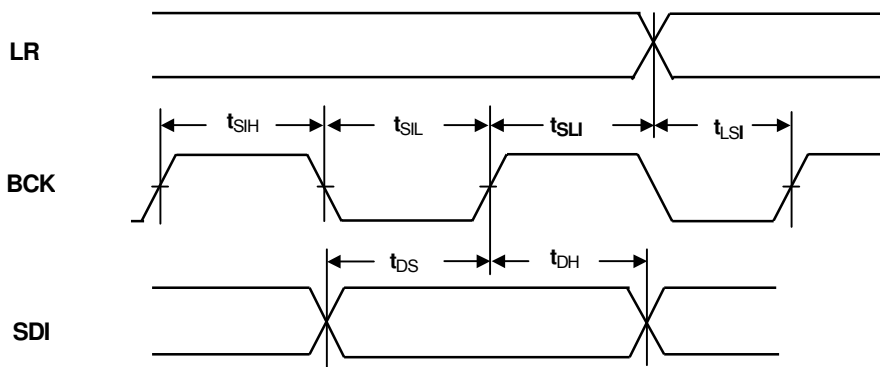 LR
tSIH tSIL tSLI tLSI
BCK
tDS tDH
SDI